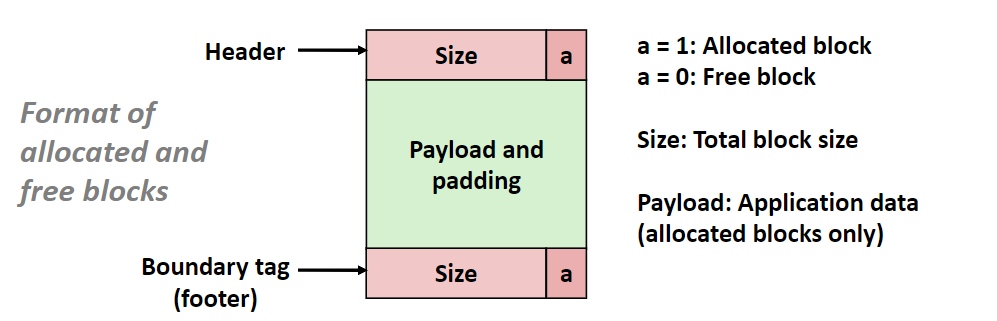 Header
Size
a
a = 1: Allocated block
a = 0: Free block
Format of
allocated and
free blocks
Payload and
padding
Size: Total block size
Payload: Application data
(allocated blocks only)
Boundary tag
(footer)
Size
a